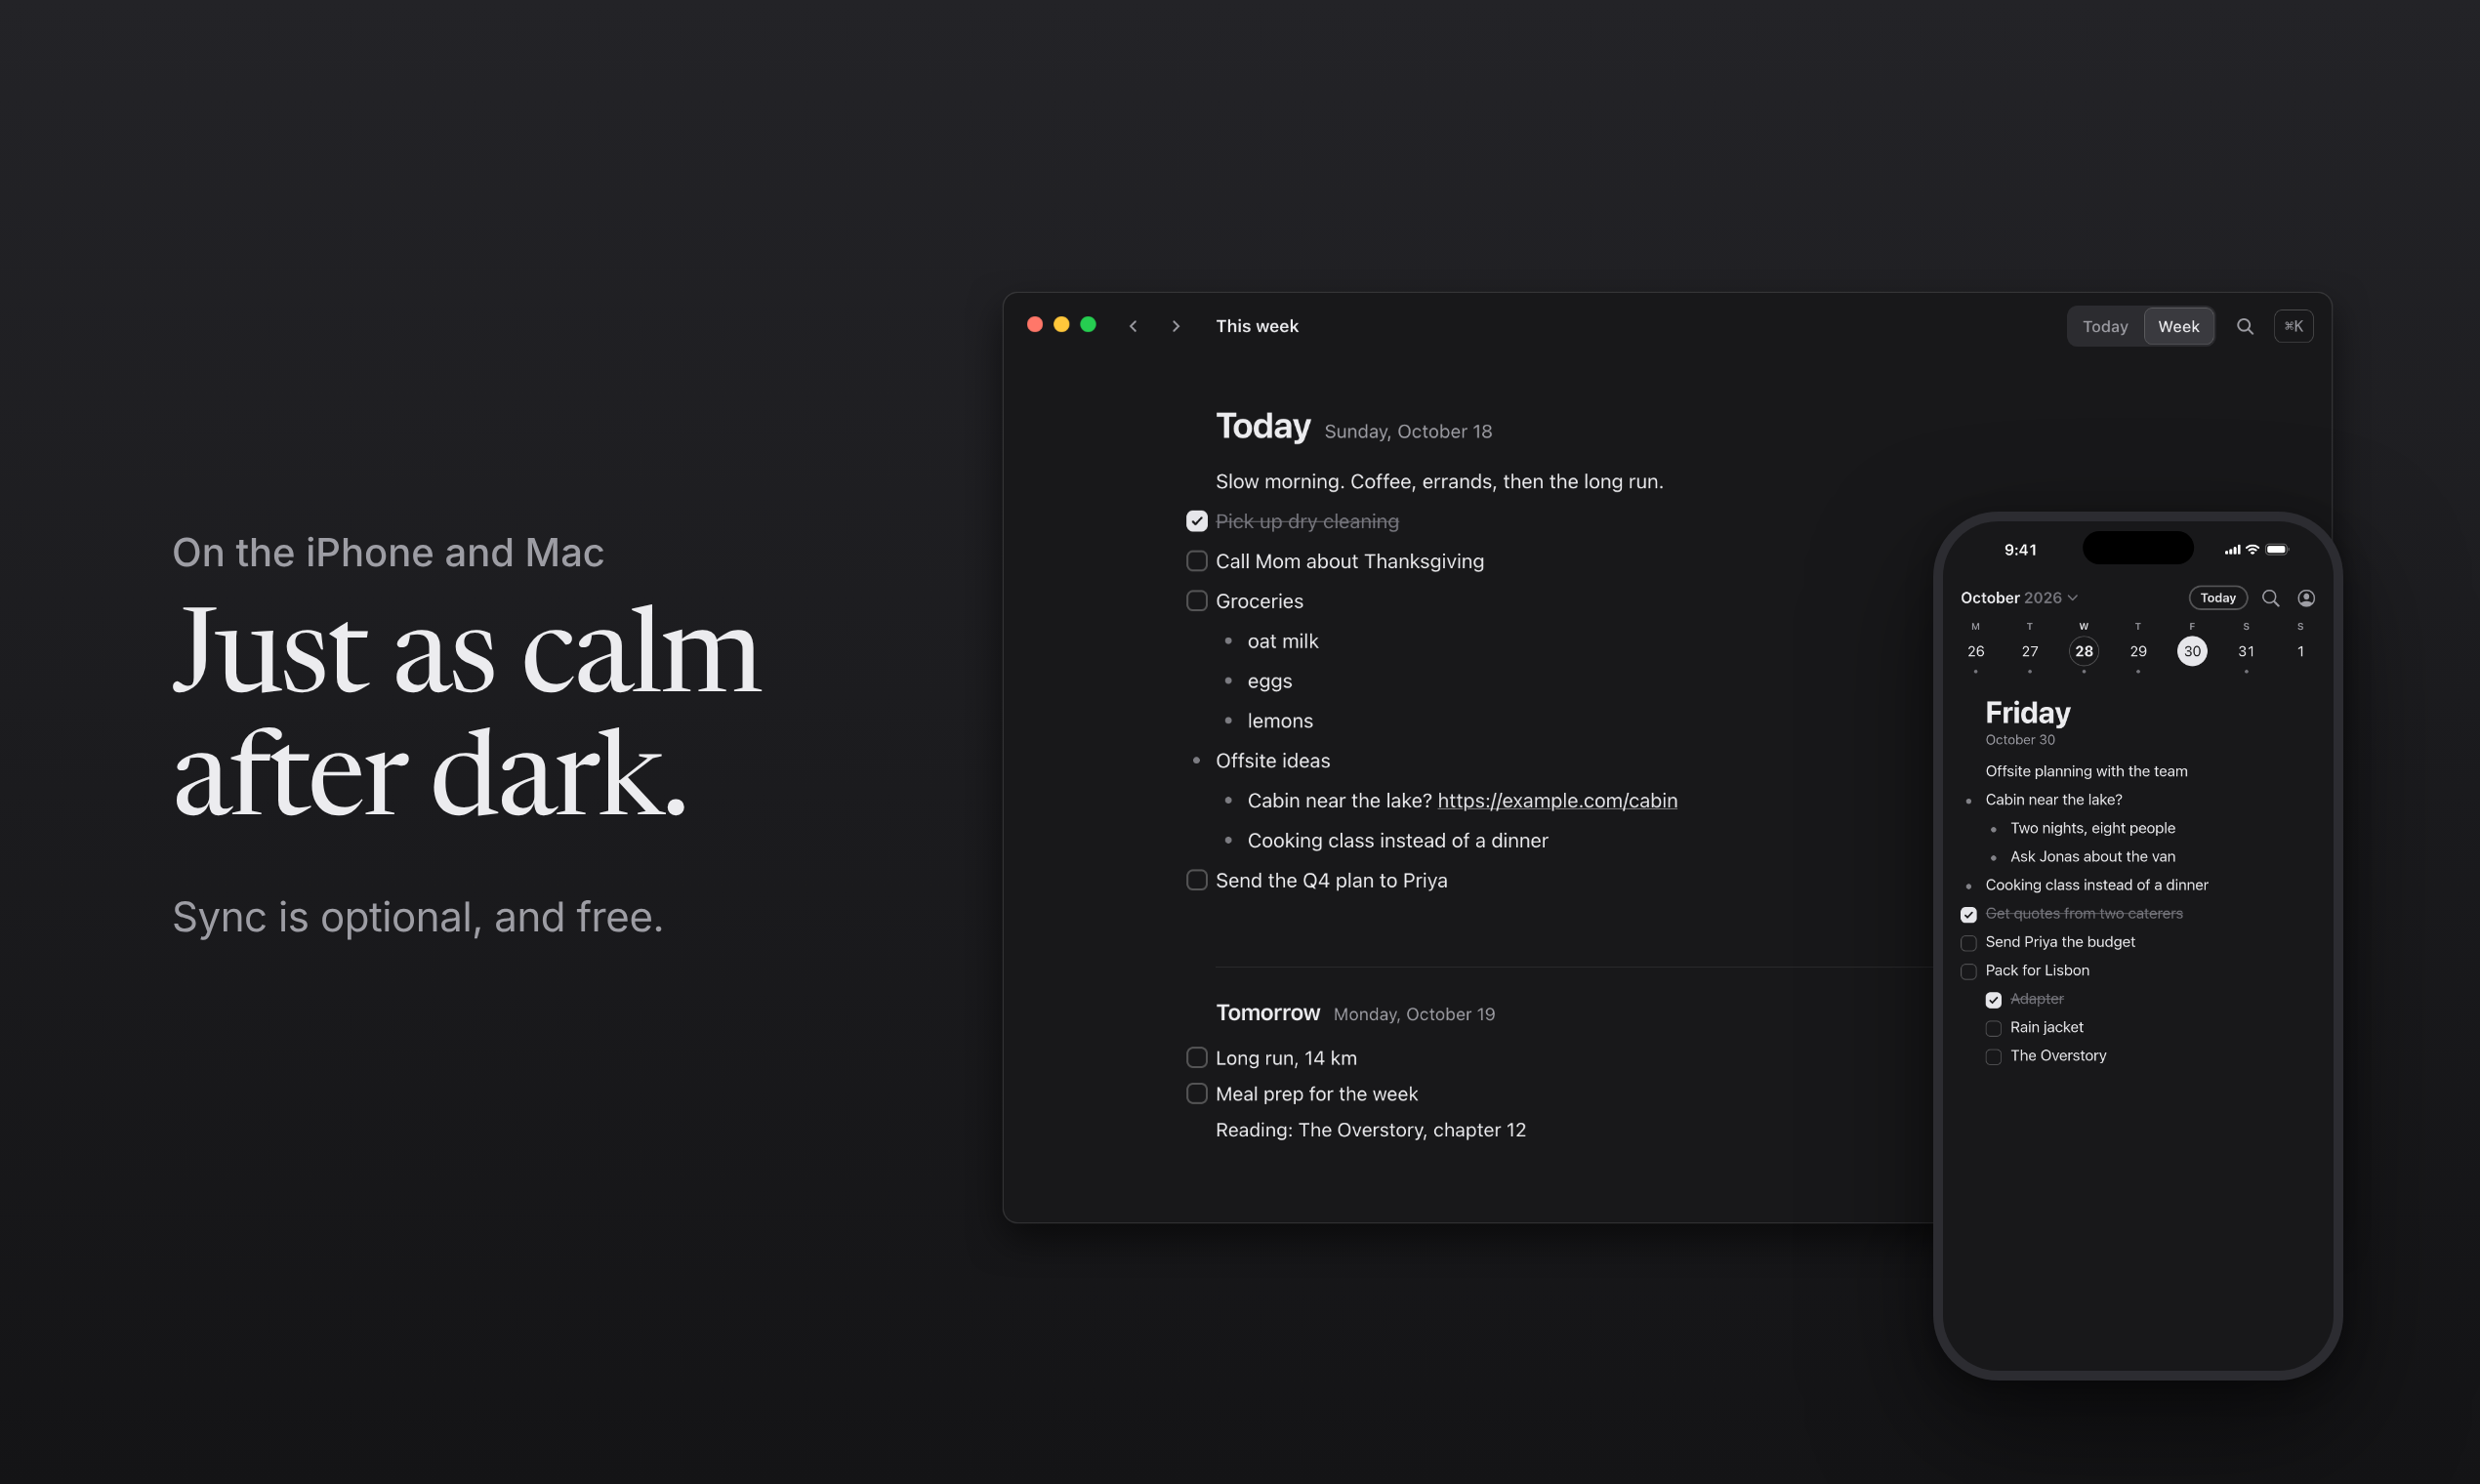 On the iPhone and Mac
Just as calm
after dark.
Sync is optional, and free.
This week
Today
Week
⌘K
Today Sunday, October 18
Slow morning. Coffee, errands, then the long run.
Pick up dry cleaning
Call Mom about Thanksgiving
Groceries
oat milk
eggs
lemons
Offsite ideas
Cabin near the lake? https://example.com/cabin
Cooking class instead of a dinner
Send the Q4 plan to Priya
Tomorrow Monday, October 19
Long run, 14 km
Meal prep for the week
Reading: The Overstory, chapter 12
9:41
October 2026
Today
M T W T F S S
26 27 28 29 30 31 1
Friday
October 30
Offsite planning with the team
Cabin near the lake?
Two nights, eight people
Ask Jonas about the van
Cooking class instead of a dinner
Get quotes from two caterers
Send Priya the budget
Pack for Lisbon
Adapter
Rain jacket
The Overstory